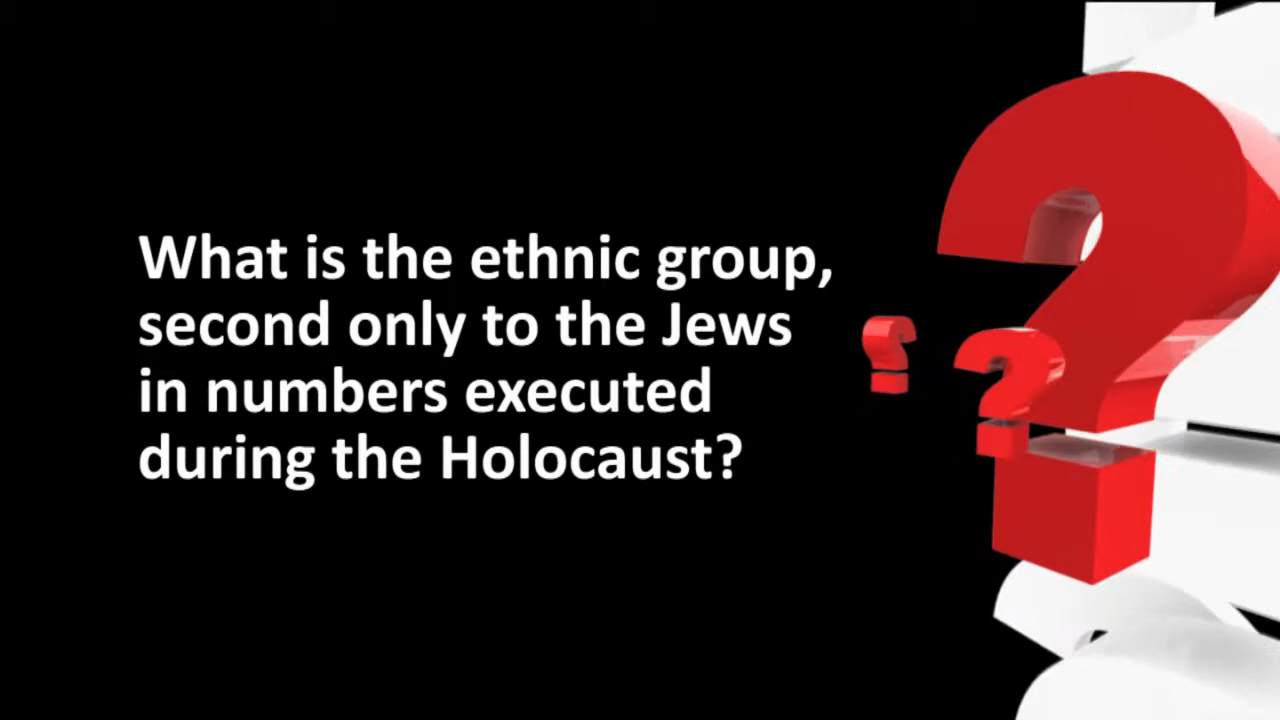 What is the ethnic group,
second only to the Jews
in numbers executed
during the Holocaust?